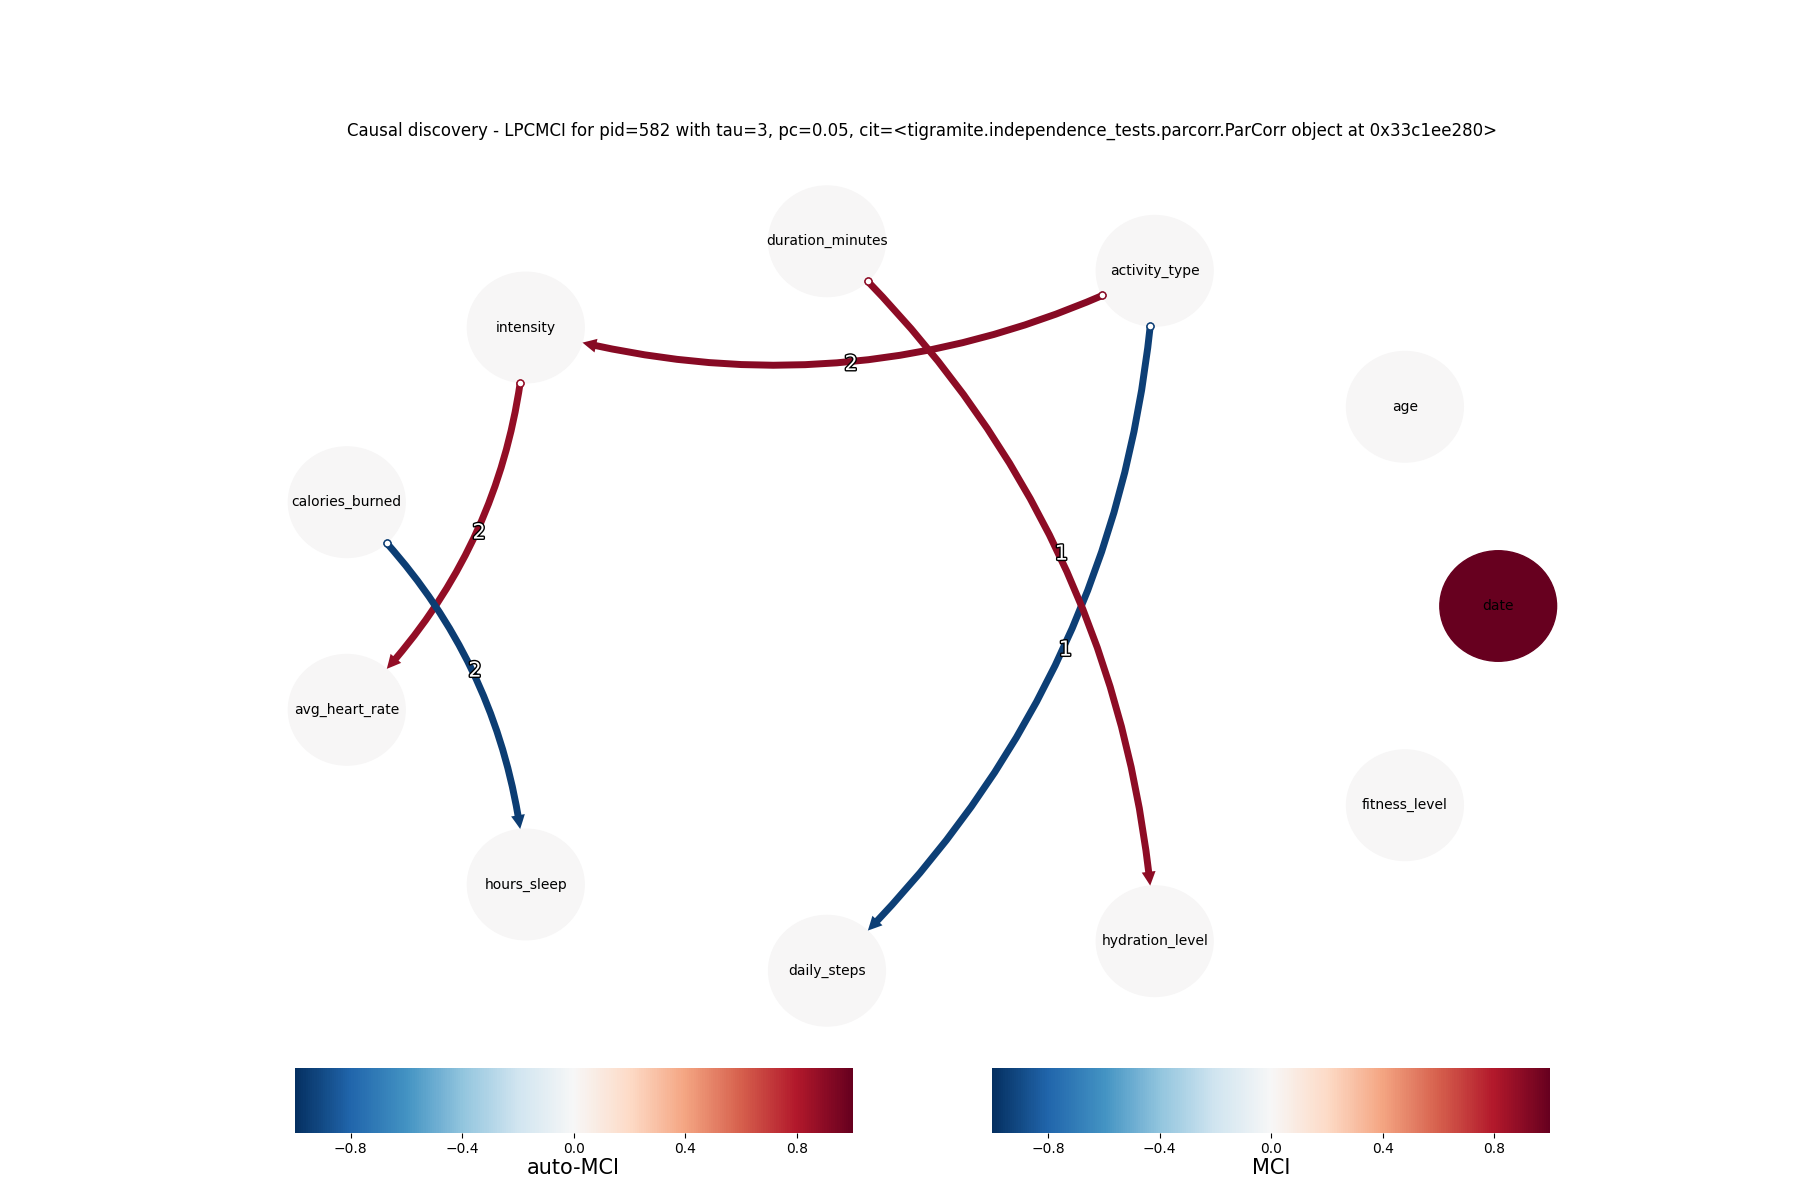 Causal discovery - LPCMCI for pid=582 with tau=3, pc=0.05, cit=<tigramite.independence_tests.parcorr.ParCorr object at 0x33c1ee280>
duration_minutes
activity_type
intensity
2
age
calories_burned
2
1
date
1
2
avg_heart_rate
fitness_level
hours_sleep
hydration_level
daily_steps
−0.8 −0.4 0.0 0.4 0.8
auto-MCI
−0.8 −0.4 0.0 0.4 0.8
MCI